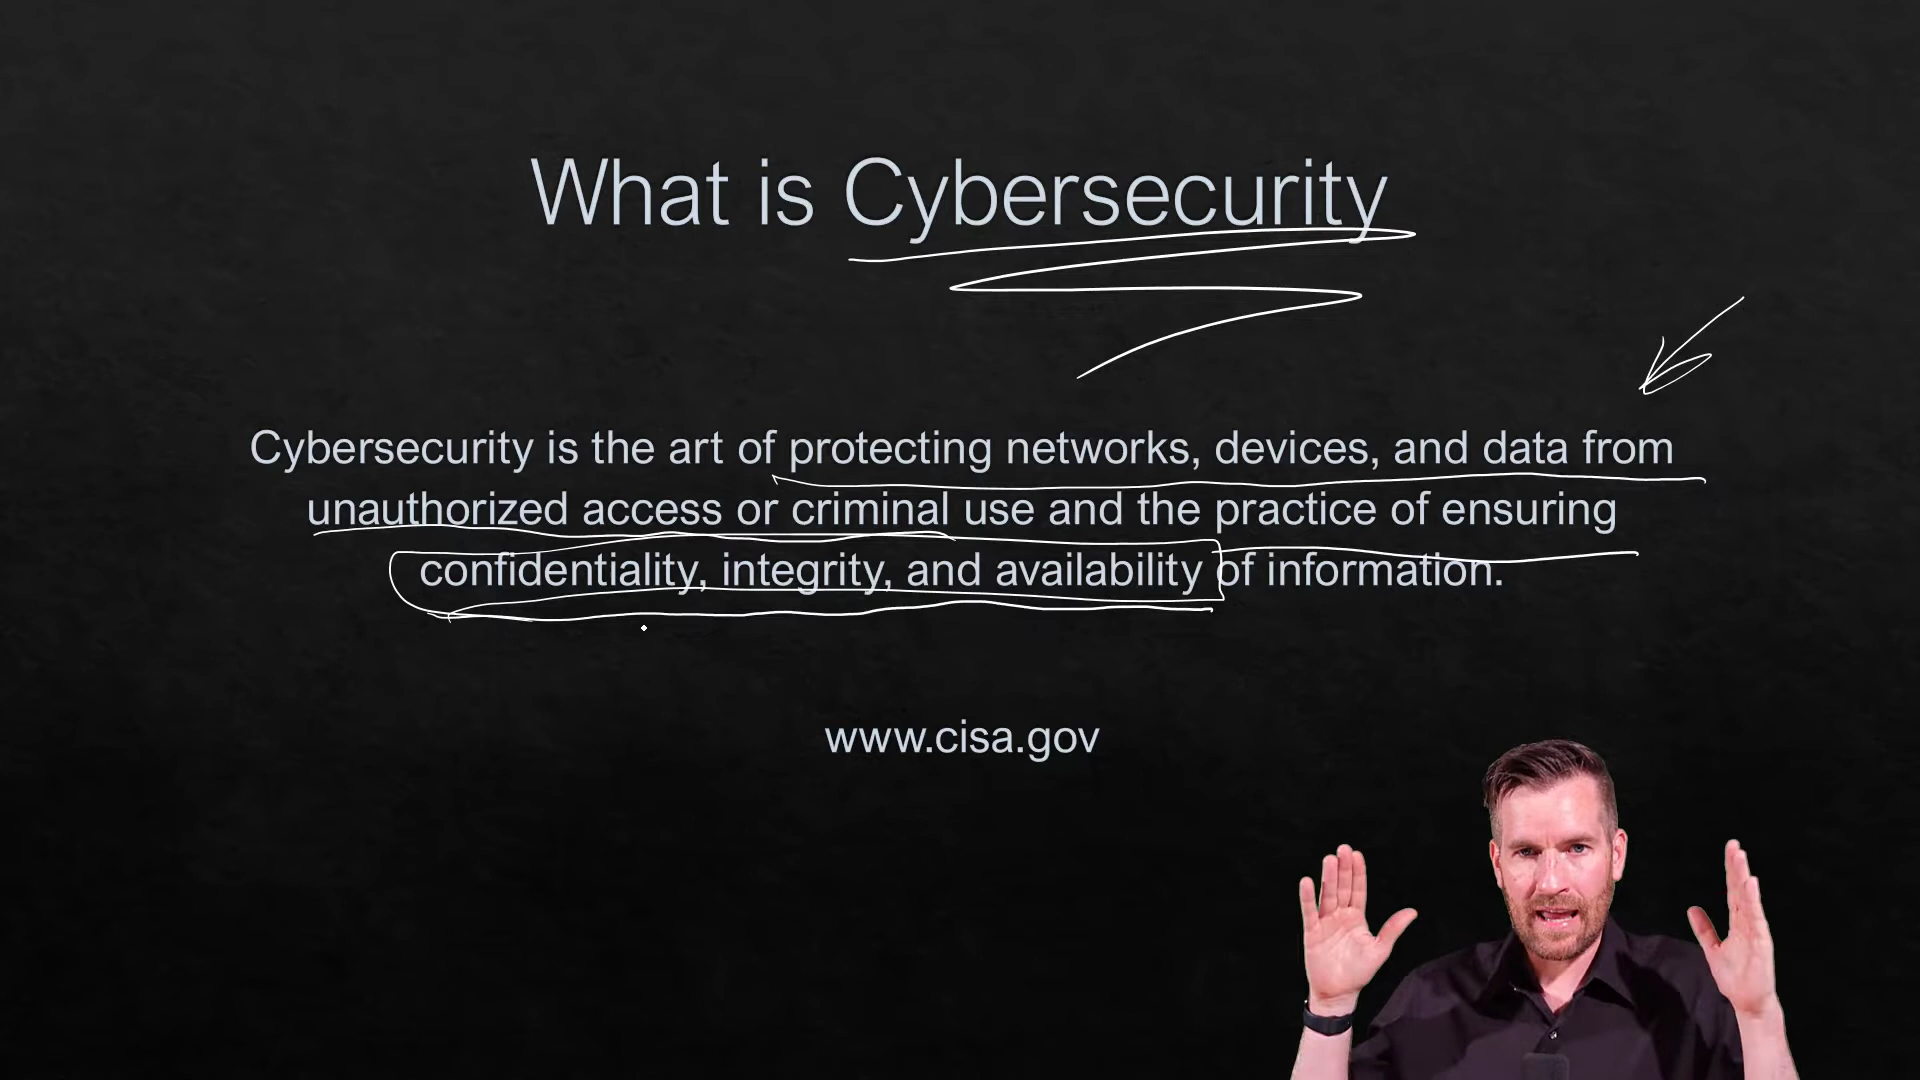 What is Cybersecurity
Cybersecurity is the art of protecting networks, devices, and data from
unauthorized access or criminal use and the practice of ensuring
confidentiality, integrity, and availability of information.
www.cisa.gov